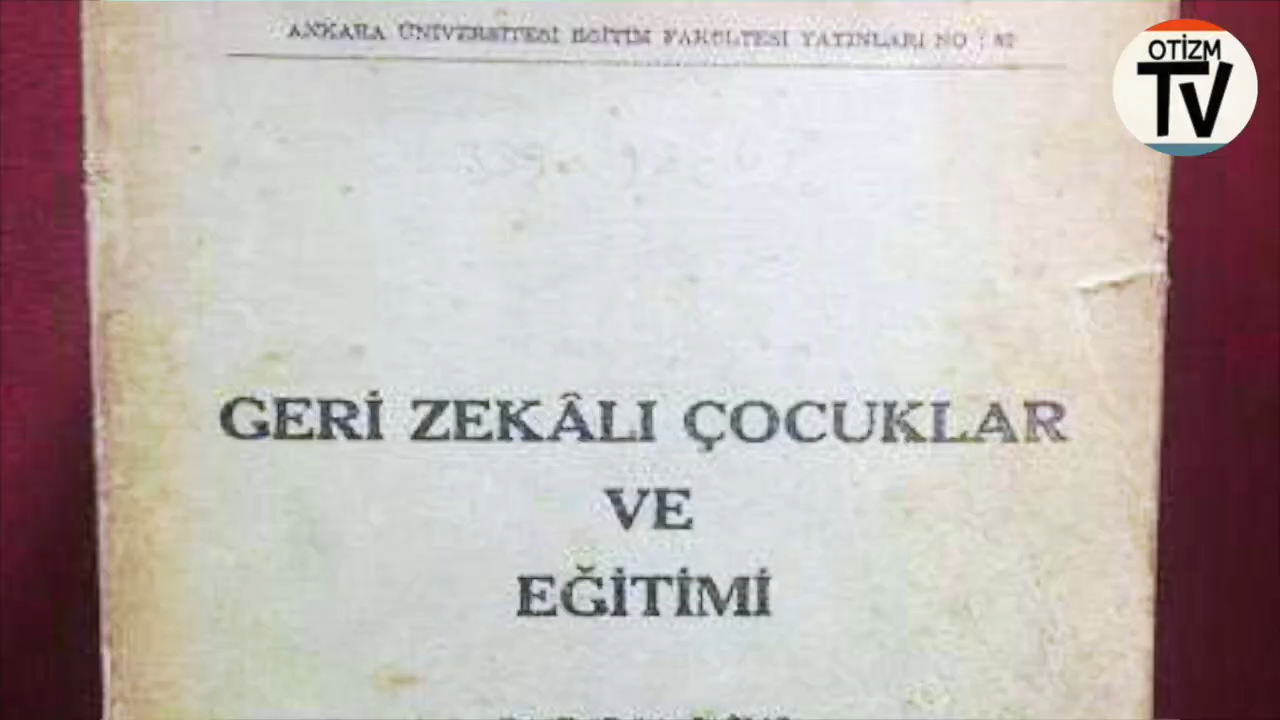 ANKARA ÜNİVERSİTESİ EĞİTİM FAKÜLTESİ YAYINLARI NO :
OTİZM
TV
GERİ ZEKÂLI ÇOCUKLAR
VE
EĞİTİMİ